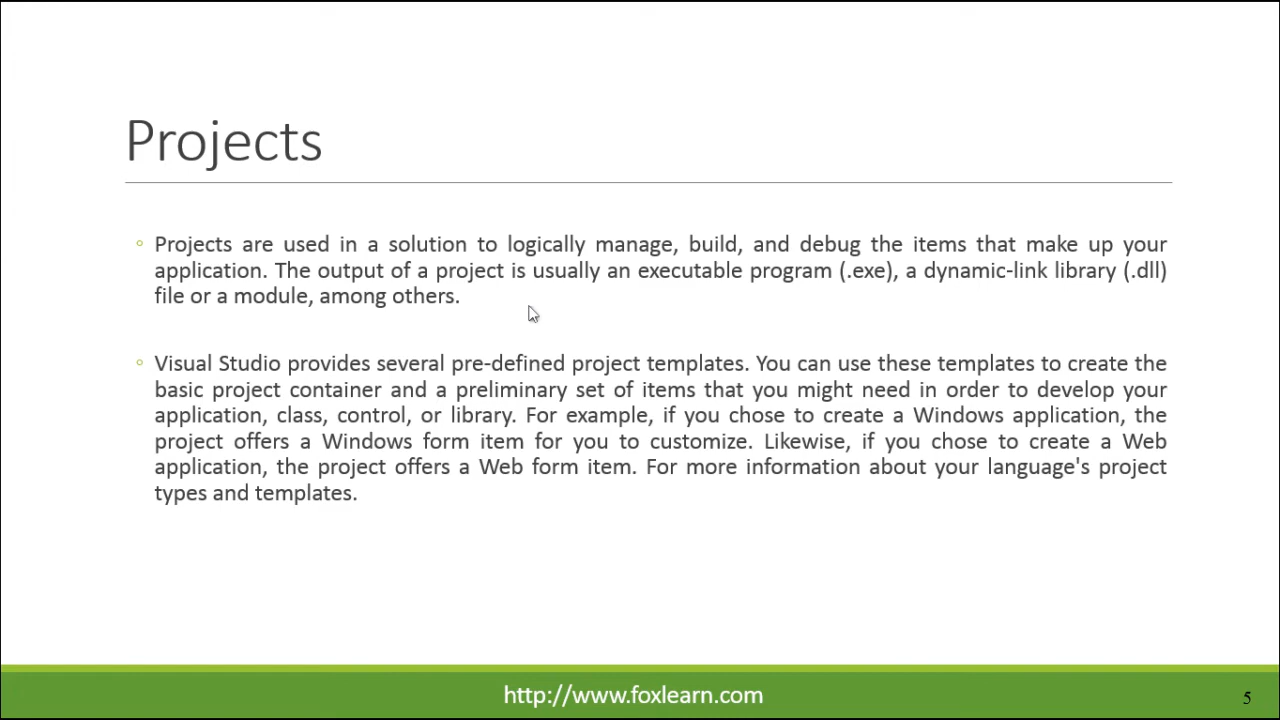 Projects
◦ Projects are used in a solution to logically manage, build, and debug the items that make up your
application. The output of a project is usually an executable program (.exe), a dynamic-link library (.dll)
file or a module, among others.
◦ Visual Studio provides several pre-defined project templates. You can use these templates to create the
basic project container and a preliminary set of items that you might need in order to develop your
application, class, control, or library. For example, if you chose to create a Windows application, the
project offers a Windows form item for you to customize. Likewise, if you chose to create a Web
application, the project offers a Web form item. For more information about your language's project
types and templates.
http://www.foxlearn.com
5